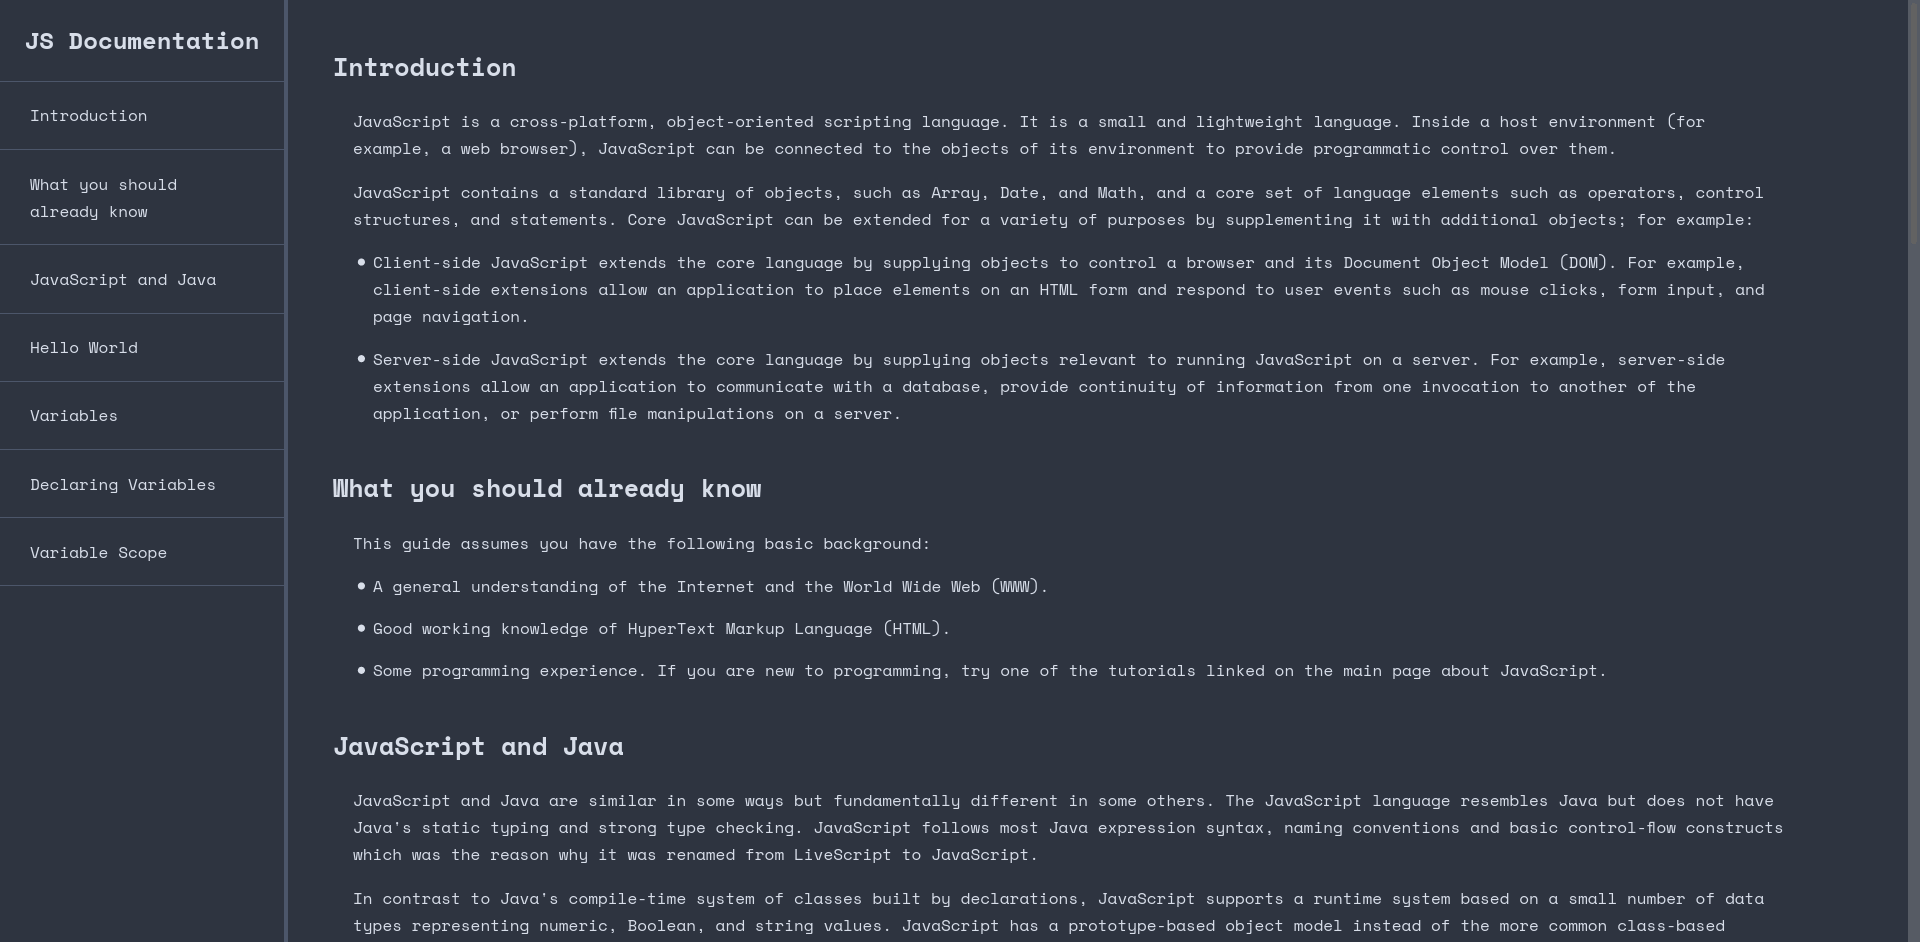 JS Documentation
Introduction
What you should
already know
JavaScript and Java
Hello World
Variables
Declaring Variables
Variable Scope
Introduction
JavaScript is a cross-platform, object-oriented scripting language. It is a small and lightweight language. Inside a host environment (for
example, a web browser), JavaScript can be connected to the objects of its environment to provide programmatic control over them.
JavaScript contains a standard library of objects, such as Array, Date, and Math, and a core set of language elements such as operators, control
structures, and statements. Core JavaScript can be extended for a variety of purposes by supplementing it with additional objects; for example:
● Client-side JavaScript extends the core language by supplying objects to control a browser and its Document Object Model (DOM). For example,
client-side extensions allow an application to place elements on an HTML form and respond to user events such as mouse clicks, form input, and
page navigation.
● Server-side JavaScript extends the core language by supplying objects relevant to running JavaScript on a server. For example, server-side
extensions allow an application to communicate with a database, provide continuity of information from one invocation to another of the
application, or perform file manipulations on a server.
What you should already know
This guide assumes you have the following basic background:
● A general understanding of the Internet and the World Wide Web (WWW).
● Good working knowledge of HyperText Markup Language (HTML).
● Some programming experience. If you are new to programming, try one of the tutorials linked on the main page about JavaScript.
JavaScript and Java
JavaScript and Java are similar in some ways but fundamentally different in some others. The JavaScript language resembles Java but does not have
Java's static typing and strong type checking. JavaScript follows most Java expression syntax, naming conventions and basic control-flow constructs
which was the reason why it was renamed from LiveScript to JavaScript.
In contrast to Java's compile-time system of classes built by declarations, JavaScript supports a runtime system based on a small number of data
types representing numeric, Boolean, and string values. JavaScript has a prototype-based object model instead of the more common class-based